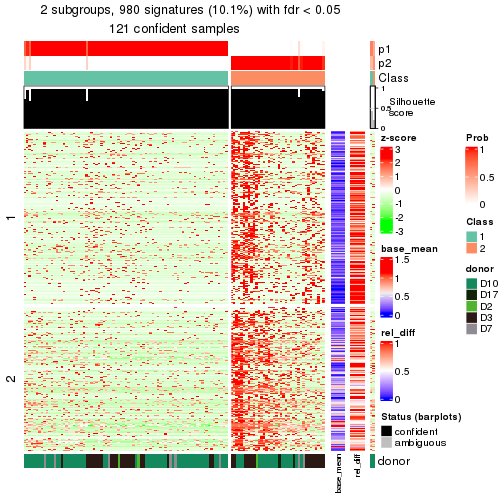 2 subgroups, 980 signatures (10.1%) with fdr < 0.05
121 confident samples
p1
p2
Class
1
0.5
0
Silhouette
score
1
2
z-score
3
2
1
0
-1
-2
-3
base_mean
1.5
1
0.5
0
rel_diff
1
0.5
0
Status (barplots)
confident
ambiguous
Prob
1
0.5
0
Class
1
2
donor
D10
D17
D2
D3
D7
donor
base_mean
rel_diff